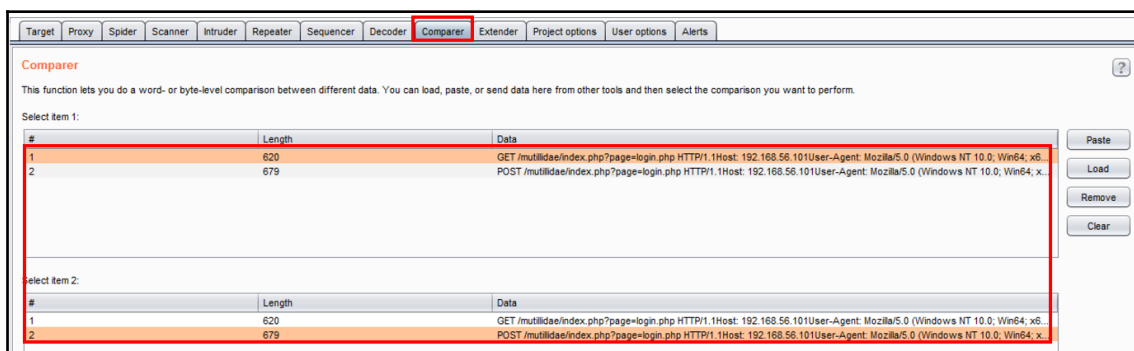 Target Proxy Spider Scanner Intruder Repeater Sequencer Decoder Comparer Extender Project options User options Alerts
Comparer ?
This function lets you do a word- or byte-level comparison between different data. You can load, paste, or send data here from other tools and then select the comparison you want to perform.
Select item 1:
# Length Data Paste
1 620 GET /mutillidae/index.php?page=login.php HTTP/1.1Host: 192.168.56.101User-Agent: Mozilla/5.0 (Windows NT 10.0; Win64; x6...
2 679 POST /mutillidae/index.php?page=login.php HTTP/1.1Host: 192.168.56.101User-Agent: Mozilla/5.0 (Windows NT 10.0; Win64; x... Load
Remove
Clear
Select item 2:
# Length Data
1 620 GET /mutillidae/index.php?page=login.php HTTP/1.1Host: 192.168.56.101User-Agent: Mozilla/5.0 (Windows NT 10.0; Win64; x6...
2 679 POST /mutillidae/index.php?page=login.php HTTP/1.1Host: 192.168.56.101User-Agent: Mozilla/5.0 (Windows NT 10.0; Win64; x...